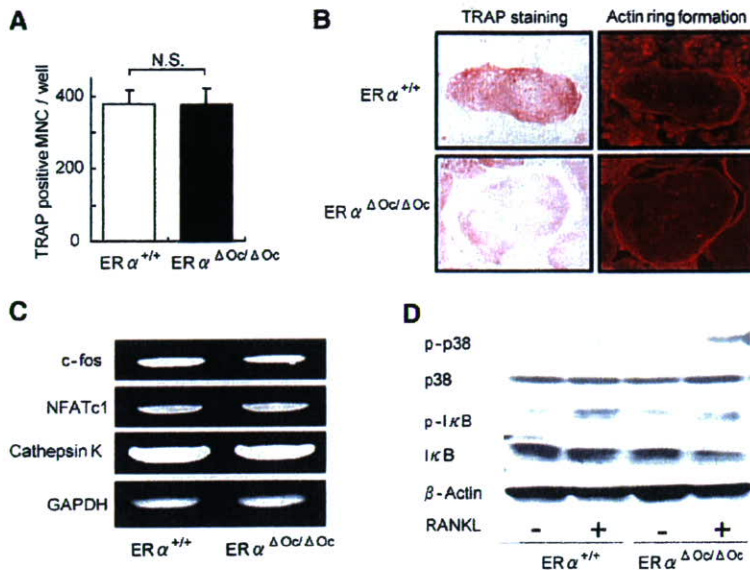 A
N.S.
TRAP positive MNC / well
400
200
0
ERα+/+
ERαΔOc/ΔOc
B
TRAP staining
Actin ring formation
ERα+/+
ERαΔOc/ΔOc
C
c-fos
NFATc1
Cathepsin K
GAPDH
ERα+/+
ERαΔOc/ΔOc
D
p-p38
p38
p-IκB
IκB
β-Actin
RANKL - + - +
ERα+/+
ERαΔOc/ΔOc